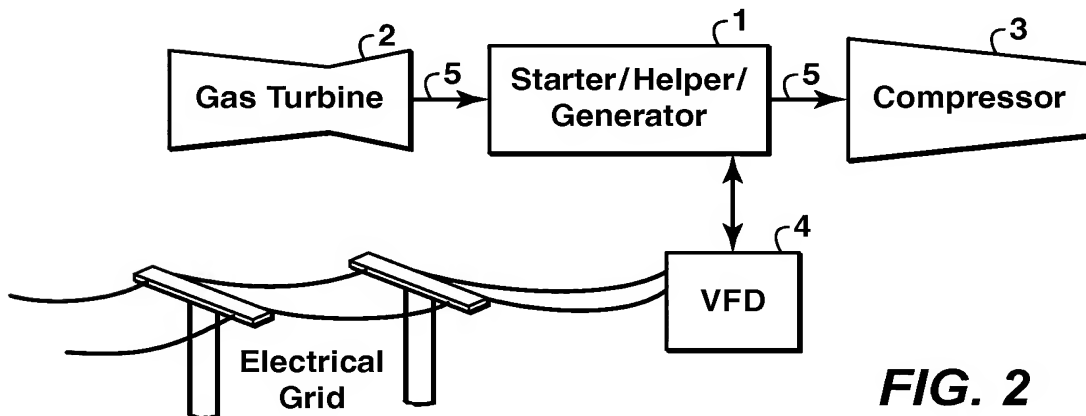 2
5
Gas Turbine
1
Starter/Helper/
Generator
5
3
Compressor
4
VFD
Electrical
Grid
FIG. 2